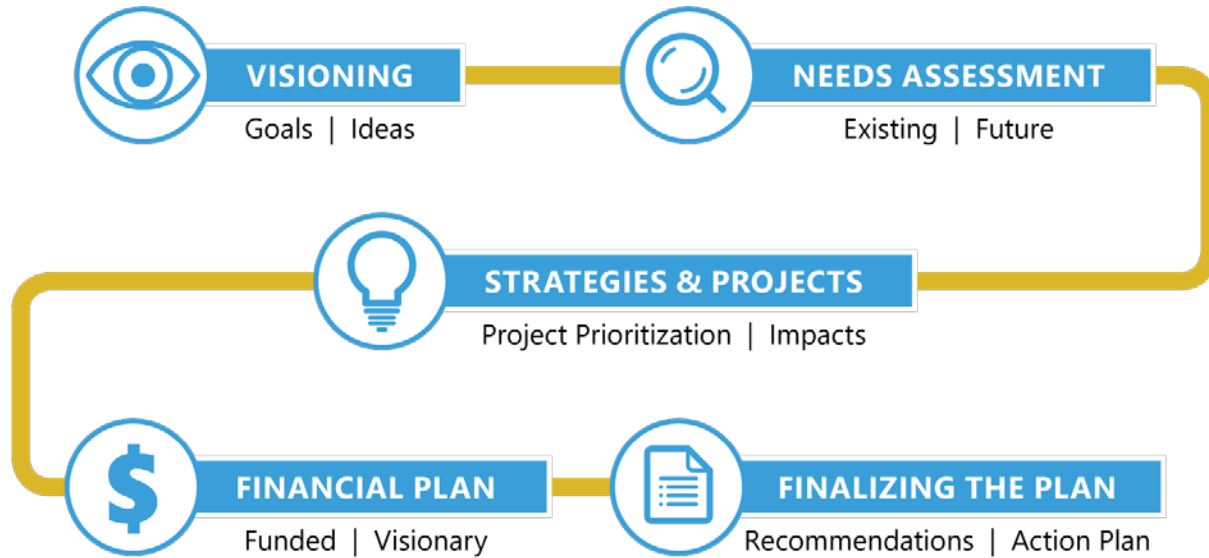 VISIONING
Goals | Ideas
NEEDS ASSESSMENT
Existing | Future
STRATEGIES & PROJECTS
Project Prioritization | Impacts
$
FINANCIAL PLAN
Funded | Visionary
FINALIZING THE PLAN
Recommendations | Action Plan